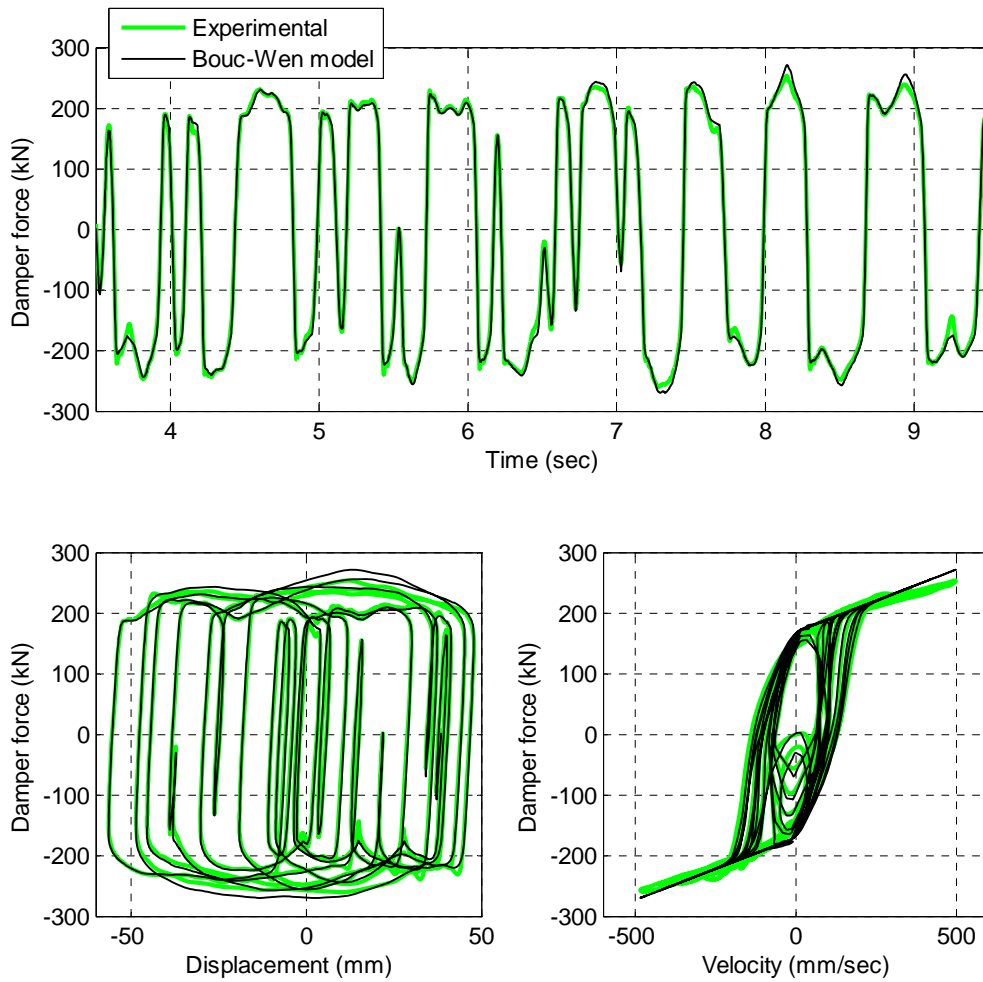 Experimental
Bouc-Wen model
300
200
100
0
-100
-200
-300
Damper force (kN)
4 5 6 7 8 9
Time (sec)
300
200
100
0
-100
-200
-300
Damper force (kN)
-50 0 50
Displacement (mm)
300
200
100
0
-100
-200
-300
Damper force (kN)
-500 0 500
Velocity (mm/sec)